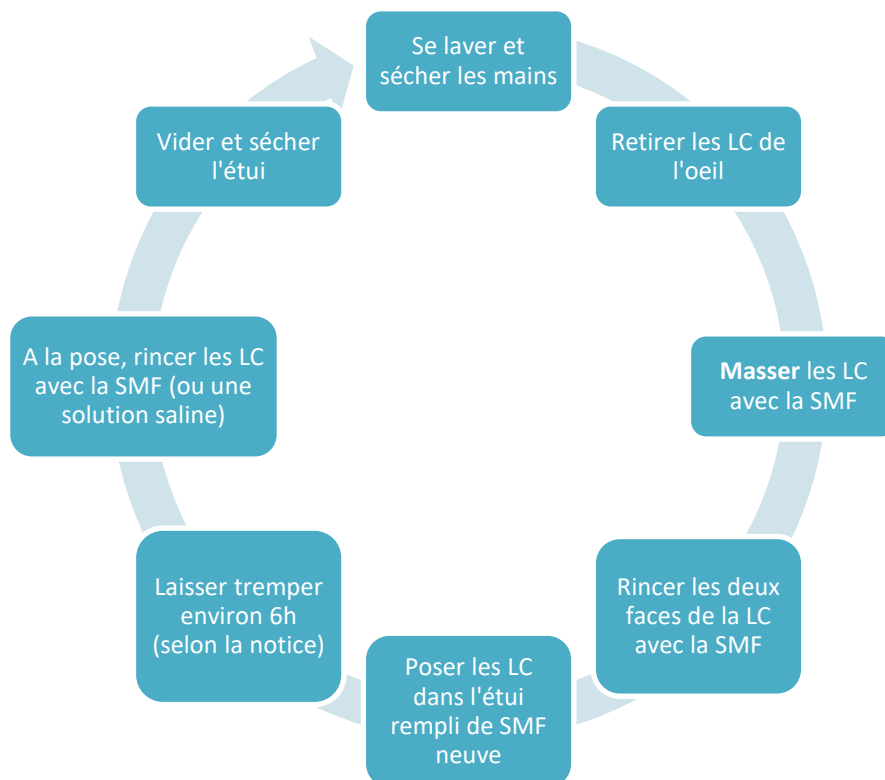 Se laver et
sécher les mains
Retirer les LC de
l'oeil
Masser les LC
avec la SMF
Rincer les deux
faces de la LC
avec la SMF
Poser les LC
dans l'étui
rempli de SMF
neuve
Laisser tremper
environ 6h
(selon la notice)
A la pose, rincer les LC
avec la SMF (ou une
solution saline)
Vider et sécher
l'étui